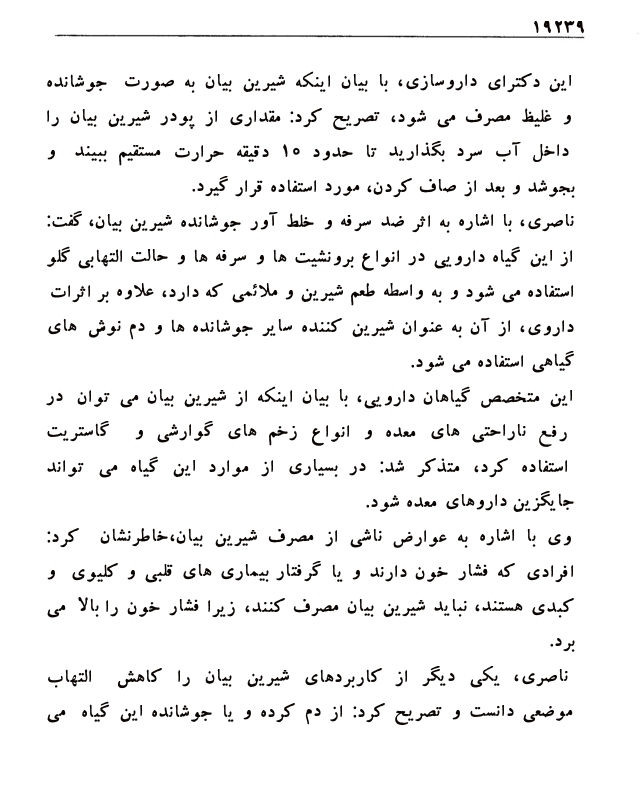 ۱۹۲۳۹
این دکترای داروسازی، با بیان اینکه شیرین بیان به صورت جوشانده
و غلیظ مصرف می شود، تصریح کرد: مقداری از پودر شیرین بیان را
داخل آب سرد بگذارید تا حدود ۱۵ دقیقه حرارت مستقیم ببیند و
بجوشد و بعد از صاف کردن، مورد استفاده قرار گیرد.
ناصری، با اشاره به اثر ضد سرفه و خلط آور جوشانده شیرین بیان، گفت:
از این گیاه دارویی در انواع برونشیت ها و سرفه ها و حالت التهابی گلو
استفاده می شود و به واسطه طعم شیرین و ملائمی که دارد، علاوه بر اثرات
داروی، از آن به عنوان شیرین کننده سایر جوشانده ها و دم نوش های
گیاهی استفاده می شود.
این متخصص گیاهان دارویی، با بیان اینکه از شیرین بیان می توان در
رفع ناراحتی های معده و انواع زخم های گوارشی و گاستریت
استفاده کرد، متذکر شد: در بسیاری از موارد این گیاه می تواند
جایگزین داروهای معده شود.
وی با اشاره به عوارض ناشی از مصرف شیرین بیان،خاطرنشان کرد:
افرادی که فشار خون دارند و یا گرفتار بیماری های قلبی و کلیوی و
کبدی هستند، نباید شیرین بیان مصرف کنند، زیرا فشار خون را بالا می
برد.
ناصری، یکی دیگر از کاربردهای شیرین بیان را کاهش التهاب
موضعی دانست و تصریح کرد: از دم کرده و یا جوشانده این گیاه می